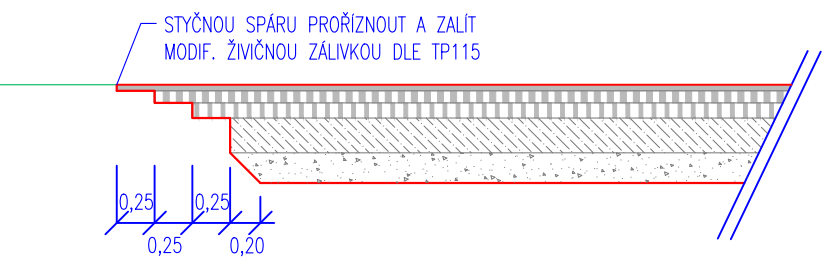 STYČNOU SPÁRU PROŘÍZNOUT A ZALÍT
MODIF. ŽIVIČNOU ZÁLIVKOU DLE TP115
0,25
0,25
0,25
0,20